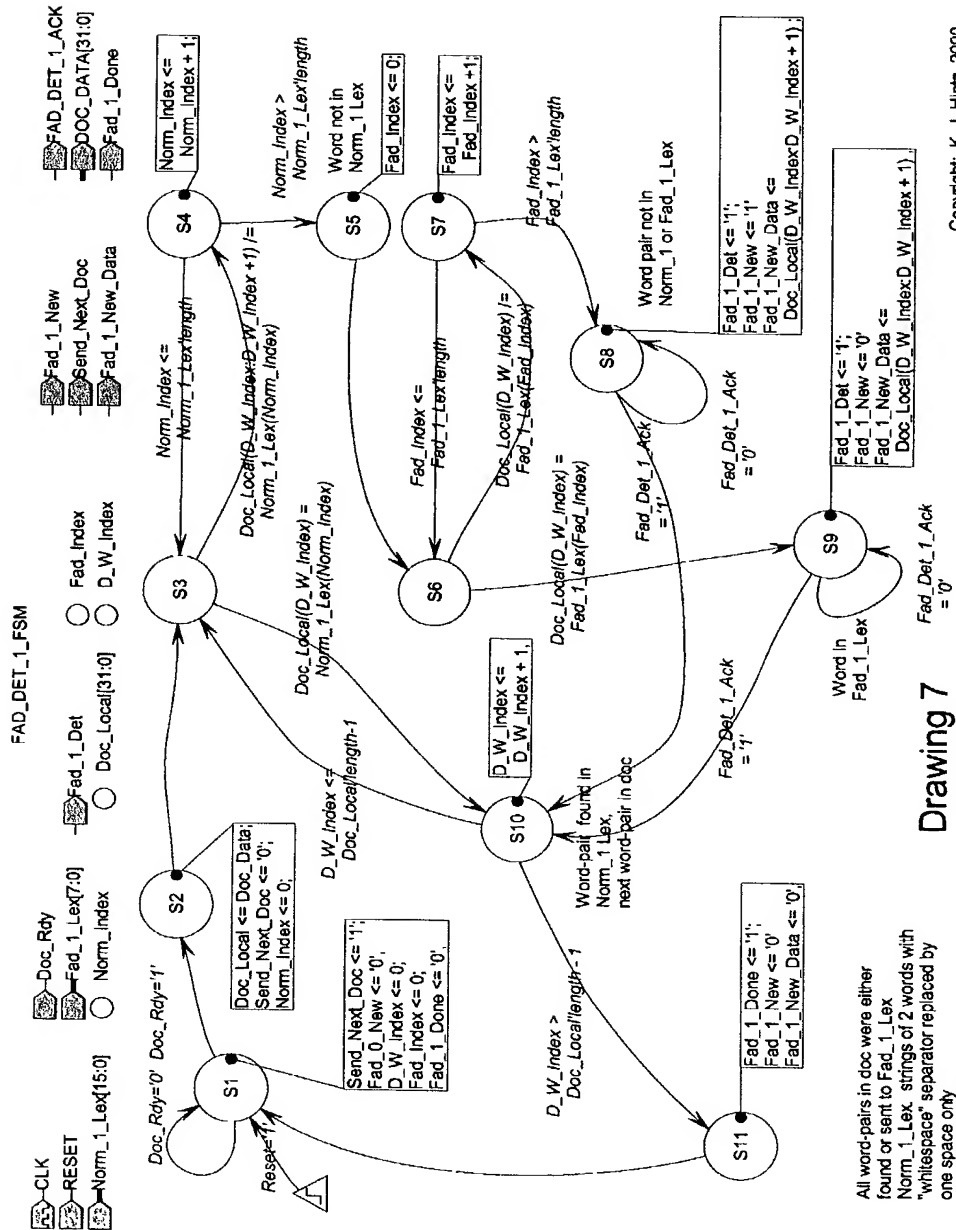 FAD_DET_1_FSM
CLK
RESET
Norm_1_Lex[15:0]
Doc_Rdy
Fad_1_Lex[7:0]
Norm_Index
Fad_1_Det
Doc_Local[31:0]
Fad_Index
D_W_Index
Fad_1_New
Send_Next_Doc
Fad_1_New_Data
FAD_DET_1_ACK
DOC_DATA[31:0]
Fad_1_Done
Doc_Rdy='0'
Doc_Rdy='1'
Reset='1'
S1
Send_Next_Doc <= '1';
Fad_0_New <= '0';
D_W_Index <= 0;
Fad_Index <= 0;
Fad_1_Done <= '0';
S2
Doc_Local <= Doc_Data;
Send_Next_Doc <= '0';
Norm_Index <= 0;
S3
Norm_Index <=
Norm_1_Lex'length
Doc_Local(D_W_Index:D_W_Index +1) /=
Norm_1_Lex(Norm_Index)
S4
Norm_Index <=
Norm_Index + 1;
Norm_Index >
Norm_1_Lex'length
S5
Word not in
Norm_1 Lex
Fad_Index <= 0;
Doc_Local(D_W_Index) =
Norm_1_Lex(Norm_Index)
S6
Fad_Index <=
Fad_1_Lex'length
Doc_Local(D_W_Index) /=
Fad_1_Lex(Fad_Index)
S7
Fad_Index <=
Fad_Index +1;
Fad_Index >
Fad_1_Lex'length
Doc_Local(D_W_Index) =
Fad_1_Lex(Fad_Index)
S8
Word pair not in
Norm_1 or Fad_1_Lex
Fad_1_Det <= '1';
Fad_1_New <= '1'
Fad_1_New_Data <=
Doc_Local(D_W_Index:D_W_Index + 1) ;
Fad_Det_1_Ack
= '1'
Fad_Det_1_Ack
= '0'
S9
Word in
Fad_1_Lex
Fad_1_Det <= '1';
Fad_1_New <= '0'
Fad_1_New_Data <=
Doc_Local(D_W_Index:D_W_Index + 1) ;
Fad_Det_1_Ack
= '0'
Fad_Det_1_Ack
= '1'
S10
D_W_Index <=
D_W_Index + 1,
D_W_Index <=
Doc_Local'length-1
Word-pair found in
Norm_1 Lex,
next word-pair in doc
D_W_Index >
Doc_Local'length - 1
S11
Fad_1_Done <= '1';
Fad_1_New <= '0'
Fad_1_New_Data <= '0';
All word-pairs in doc were either
found or sent to Fad_1_Lex
Norm_1_Lex strings of 2 words with
"whitespace" separator replaced by
one space only
Drawing 7